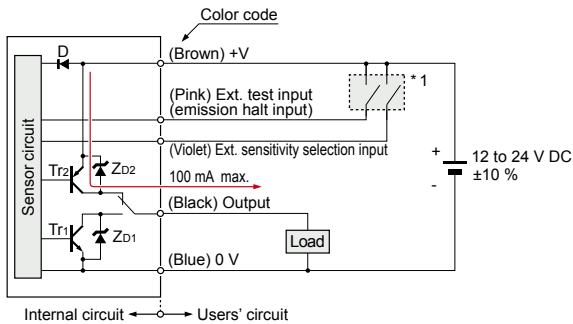 Color code
D
(Brown) +V
*1
(Pink) Ext. test input
(emission halt input)
Sensor circuit
(Violet) Ext. sensitivity selection input
+
12 to 24 V DC
±10 %
-
Tr2
ZD2
100 mA max.
(Black) Output
Tr1
ZD1
Load
(Blue) 0 V
Internal circuit
Users' circuit